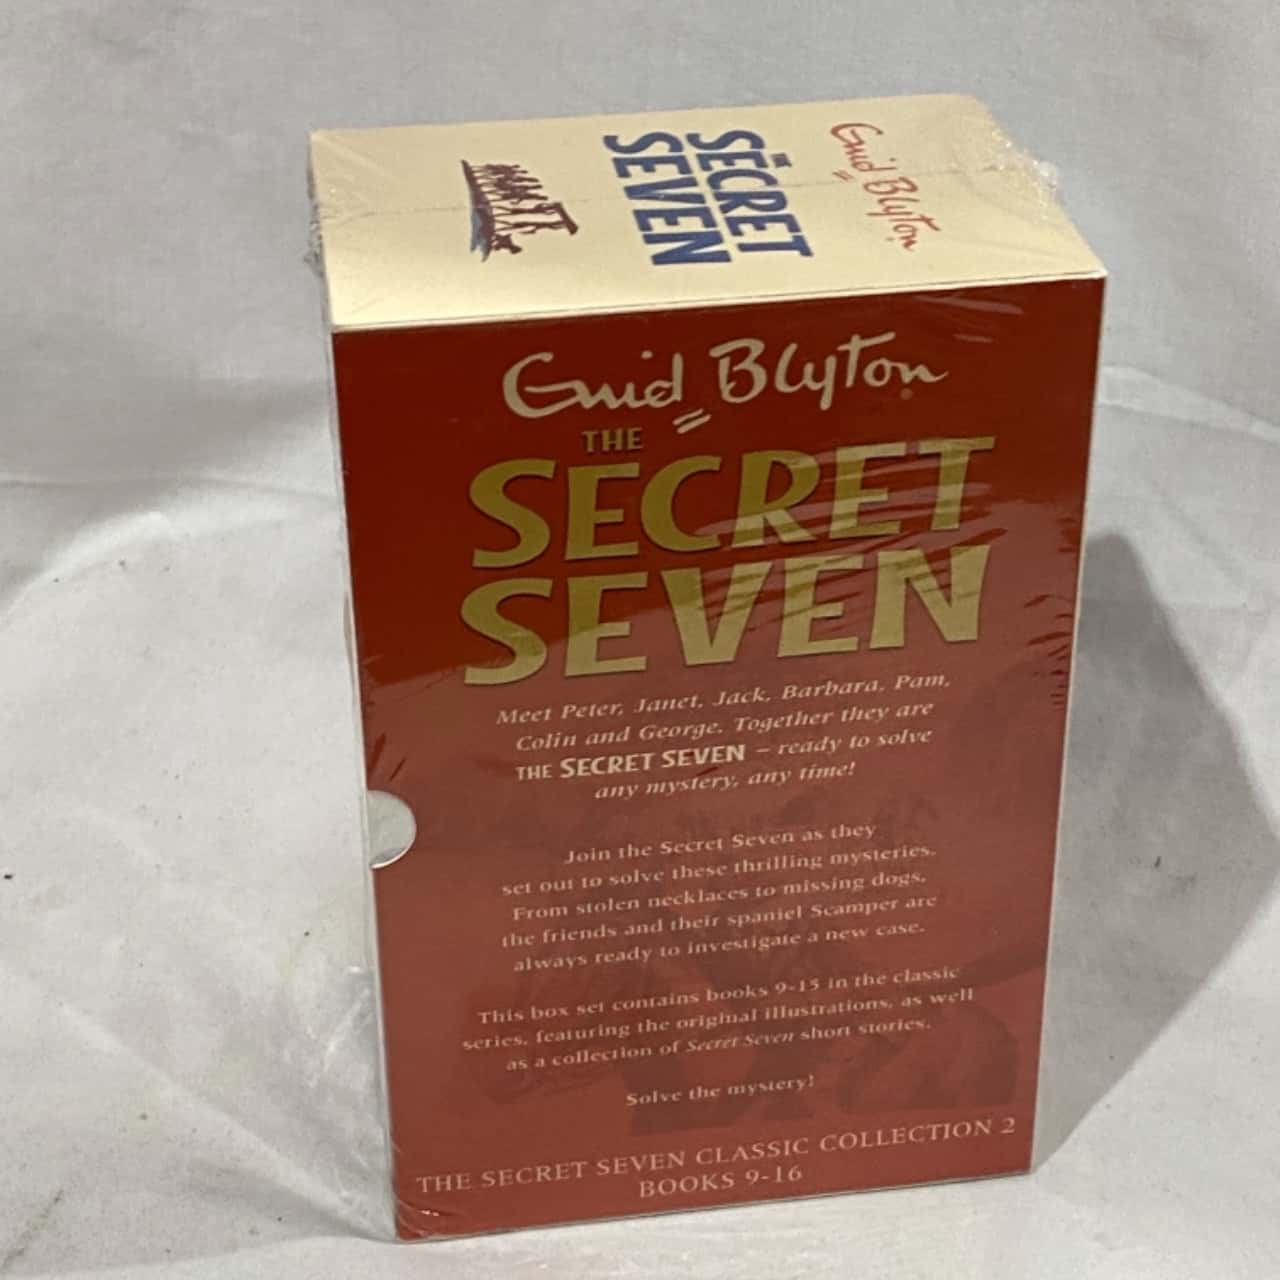 Enid Blyton
THE
SECRET
SEVEN
Enid Blyton
THE
SECRET
SEVEN
Meet Peter, Janet, Jack, Barbara, Pam,
Colin and George. Together they are
THE SECRET SEVEN – ready to solve
any mystery, any time!
Join the Secret Seven as they
set out to solve these thrilling mysteries.
From stolen necklaces to missing dogs,
the friends and their spaniel Scamper are
always ready to investigate a new case.
This box set contains books 9-15 in the classic
series, featuring the original illustrations, as well
as a collection of Secret Seven short stories.
Solve the mystery!
THE SECRET SEVEN CLASSIC COLLECTION 2
BOOKS 9-16